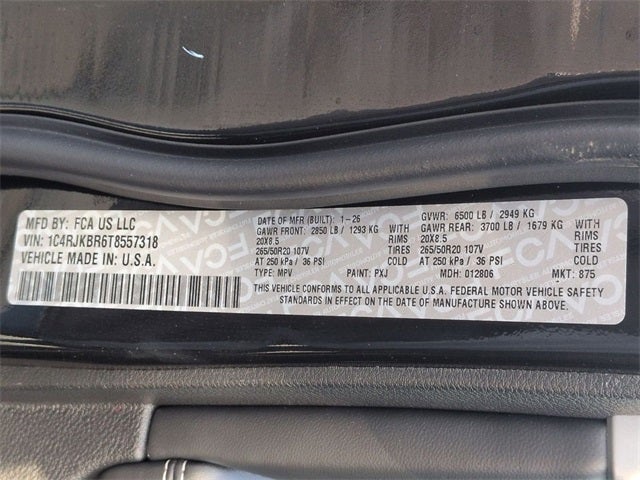 MFD BY: FCA US LLC
VIN: 1C4RJKBR6T8557318
VEHICLE MADE IN: U.S.A.
DATE OF MFR (BUILT): 1-26
GAWR FRONT: 2850 LB / 1293 KG WITH
20X8.5 RIMS
265/50R20 107V TIRES
AT 250 kPa / 36 PSI COLD
TYPE: MPV PAINT: PXJ
GVWR: 6500 LB / 2949 KG
GAWR REAR: 3700 LB / 1679 KG WITH
20X8.5 RIMS
265/50R20 107V TIRES
AT 250 kPa / 36 PSI COLD
MDH: 012806 MKT: 875
THIS VEHICLE CONFORMS TO ALL APPLICABLE U.S.A. FEDERAL MOTOR VEHICLE SAFETY
STANDARDS IN EFFECT ON THE DATE OF MANUFACTURE SHOWN ABOVE.